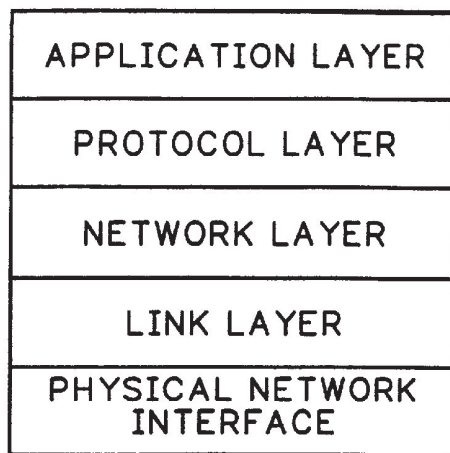 APPLICATION LAYER
PROTOCOL LAYER
NETWORK LAYER
LINK LAYER
PHYSICAL NETWORK
INTERFACE